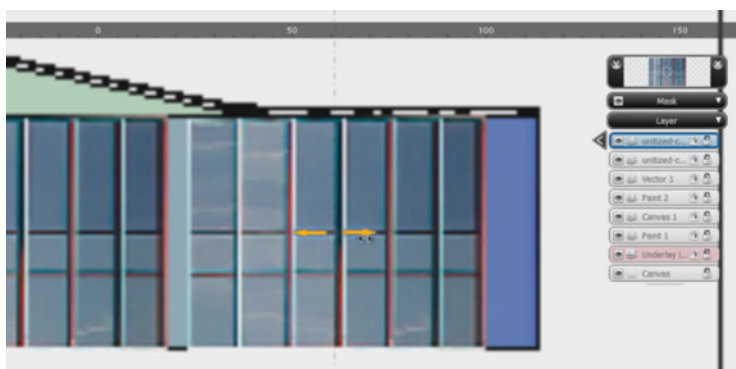 0 50 100 150
Mask
Layer
unitized-c...
unitized-c...
Vector 1
Paint 2
Canvas 1
Paint 1
Underlay L...
Canvas